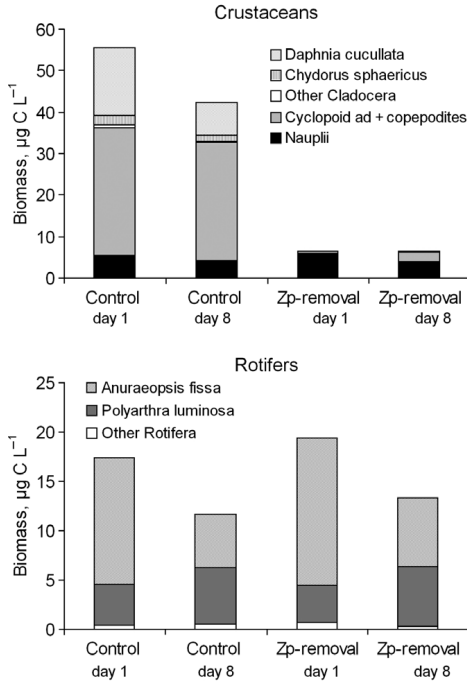 Crustaceans
60
50
40
30
20
10
0
Biomass, µg C L⁻¹
Daphnia cucullata
Chydorus sphaericus
Other Cladocera
Cyclopoid ad + copepodites
Nauplii
Control Control Zp-removal Zp-removal
day 1 day 8 day 1 day 8
Rotifers
25
20
15
10
5
0
Biomass, µg C L⁻¹
Anuraeopsis fissa
Polyarthra luminosa
Other Rotifera
Control Control Zp-removal Zp-removal
day 1 day 8 day 1 day 8